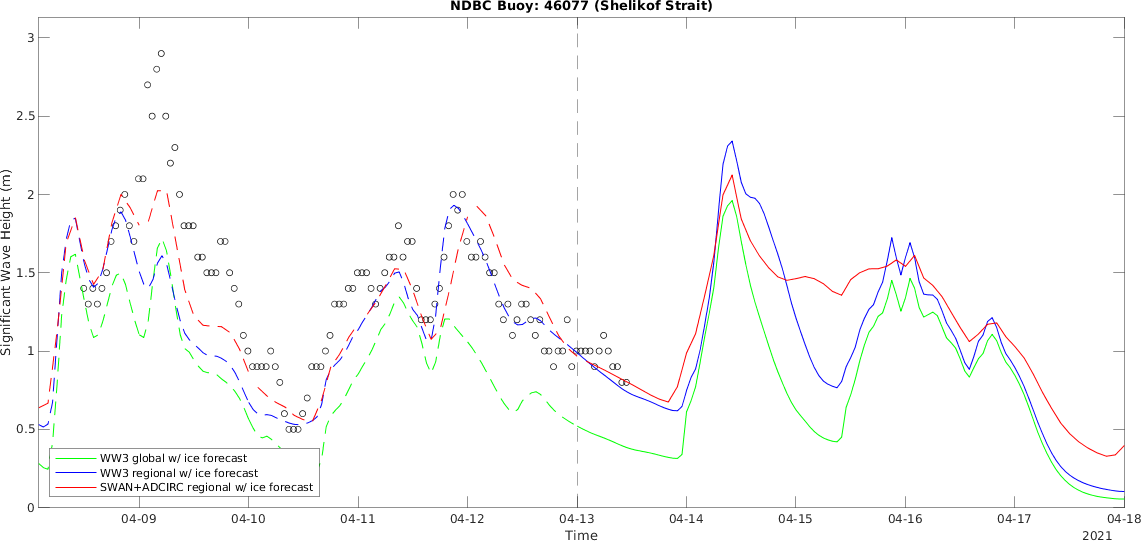 NDBC Buoy: 46077 (Shelikof Strait)
3
2.5
2
1.5
1
0.5
0
Significant Wave Height (m)
WW3 global w/ ice forecast
WW3 regional w/ ice forecast
SWAN+ADCIRC regional w/ ice forecast
04-09 04-10 04-11 04-12 04-13 04-14 04-15 04-16 04-17 04-18
Time
2021